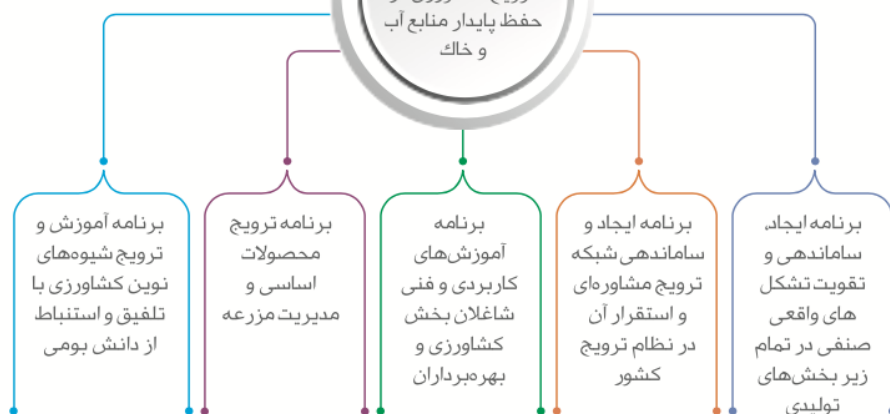 حفظ پایدار منابع آب
و خاك
برنامه ایجاد،
ساماندهی و
تقویت تشکل
های واقعی
صنفی در تمام
زیر بخش‌های
تولیدی
برنامه ایجاد و
ساماندهی شبکه
ترویج مشاوره‌ای
و استقرار آن
در نظام ترویج
کشور
برنامه
آموزش‌های
کاربردی و فنی
شاغلان بخش
کشاورزی و
بهره‌برداران
برنامه ترویج
محصولات
اساسی و
مدیریت مزرعه
برنامه آموزش و
ترویج شیوه‌های
نوین کشاورزی با
تلفیق و استنباط
از دانش بومی